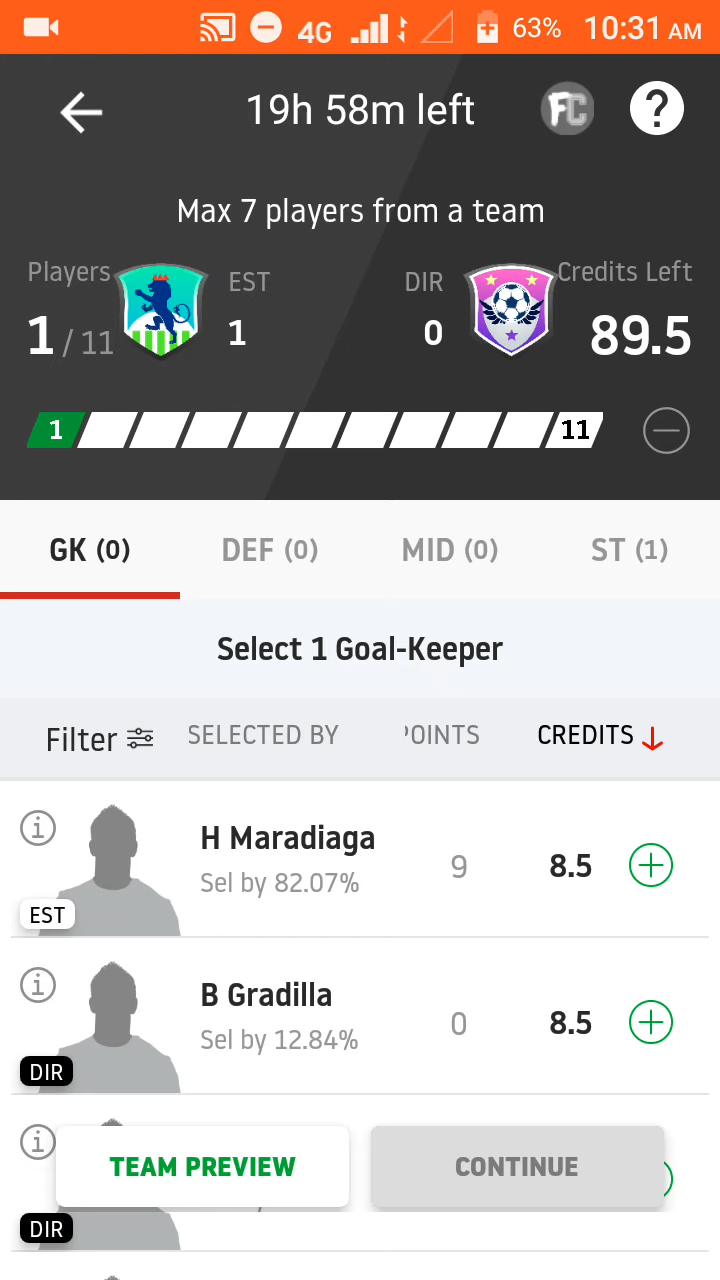 4G 63% 10:31 AM
19h 58m left FC ?
Max 7 players from a team
Players EST DIR Credits Left
1 / 11 1 0 89.5
1 11
GK (0) DEF (0) MID (0) ST (1)
Select 1 Goal-Keeper
Filter SELECTED BY POINTS CREDITS
H Maradiaga
Sel by 82.07% 9 8.5
EST
B Gradilla
Sel by 12.84% 0 8.5
DIR
TEAM PREVIEW CONTINUE
DIR